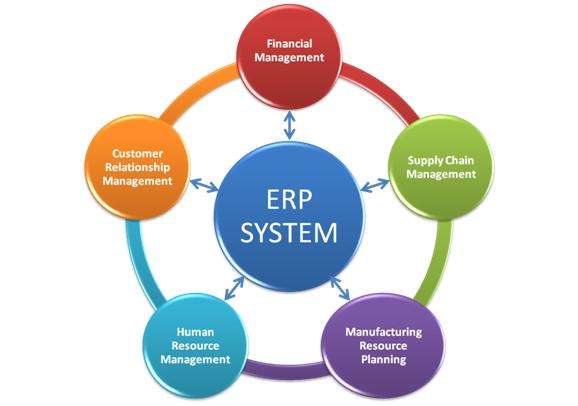 Financial
Management
Supply Chain
Management
Manufacturing
Resource
Planning
Human
Resource
Management
Customer
Relationship
Management
ERP
SYSTEM